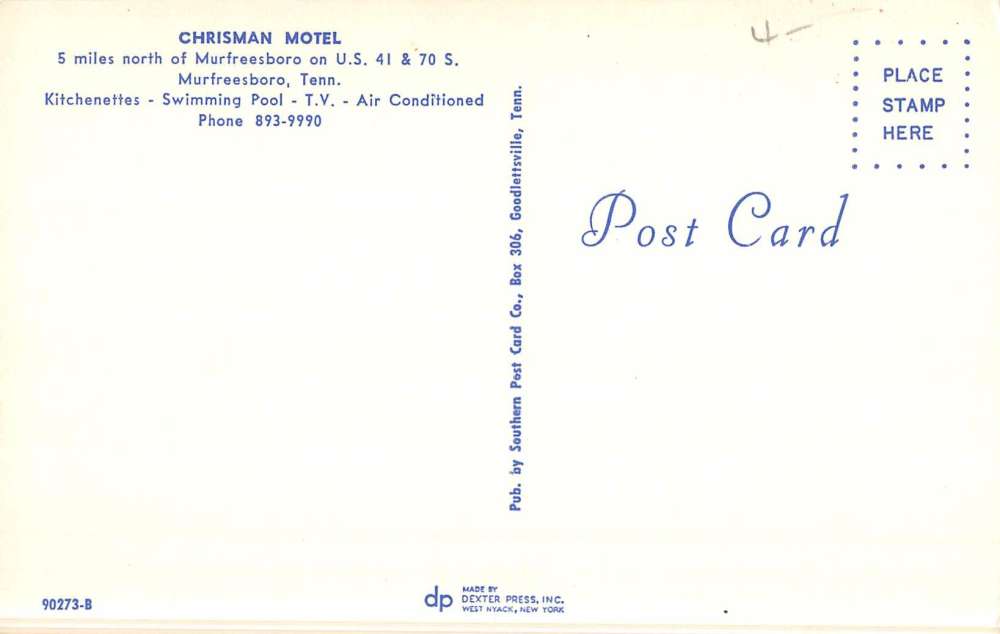 CHRISMAN MOTEL
5 miles north of Murfreesboro on U.S. 41 & 70 S.
Murfreesboro, Tenn.
Kitchenettes - Swimming Pool - T.V. - Air Conditioned
Phone 893-9990
4-
PLACE
STAMP
HERE
Post Card
Pub. by Southern Post Card Co., Box 306, Goodlettsville, Tenn.
90273-B
dp
MADE BY
DEXTER PRESS, INC.
WEST NYACK, NEW YORK